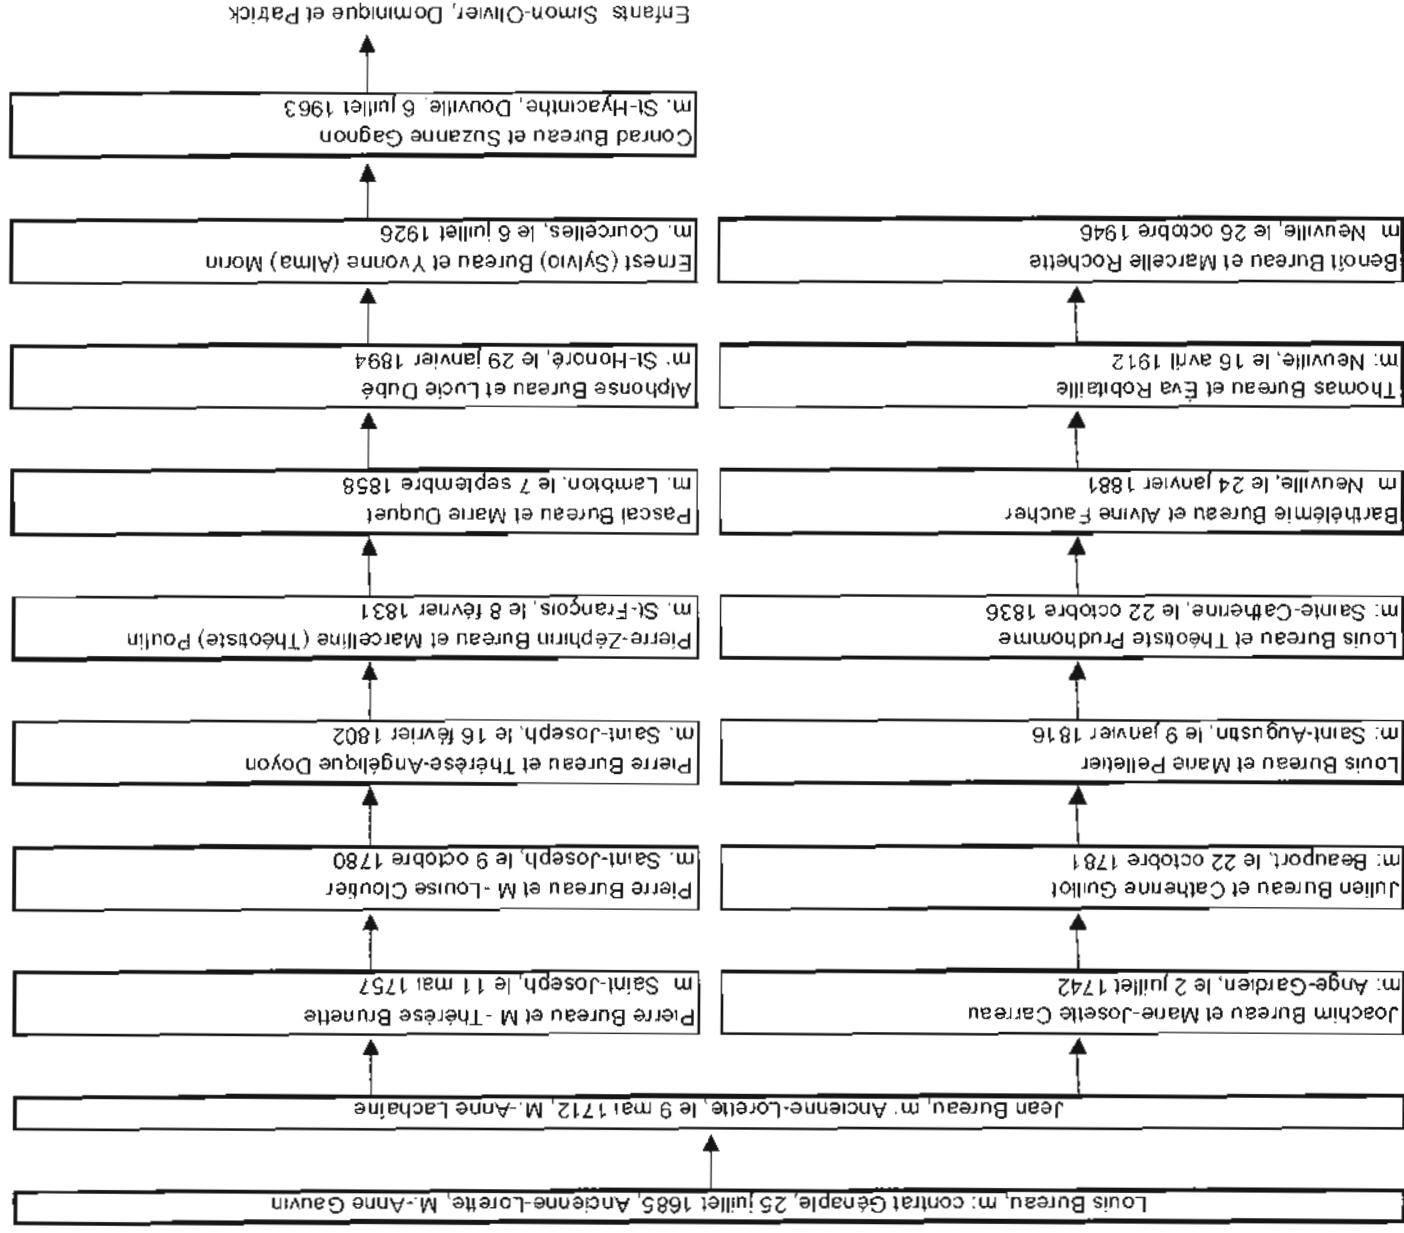 Louis Bureau, m: contrat Génaple, 25 juillet 1685, Ancienne-Lorette, M.-Anne Gauvin
Jean Bureau, m: Ancienne-Lorette, le 9 mai 1712, M.-Anne Lachaine
Joachim Bureau et Marie-Josette Carreau
m: Ange-Gardien, le 2 juillet 1742
Julien Bureau et Catherine Guillot
m: Beauport, le 22 octobre 1781
Louis Bureau et Marie Pelletier
m: Saint-Augustin, le 9 janvier 1816
Louis Bureau et Théotiste Prudhomme
m: Sainte-Catherine, le 22 octobre 1836
Barthélémie Bureau et Alvine Faucher
m Neuville, le 24 janvier 1881
Thomas Bureau et Éva Robitaille
m: Neuville, le 16 avril 1912
Benoît Bureau et Marcelle Rochette
m Neuville, le 26 octobre 1946
Pierre Bureau et M -Thérèse Brunette
m Saint-Joseph, le 11 mai 1757
Pierre Bureau et M -Louise Cloutier
m. Saint-Joseph, le 9 octobre 1780
Pierre Bureau et Thérèse-Angélique Doyon
m. Saint-Joseph, le 16 février 1802
Pierre-Zéphirin Bureau et Marcelline (Théotiste) Poulin
m. St-François, le 8 février 1831
Pascal Bureau et Marie Duquet
m. Lambton, le 7 septembre 1858
Alphonse Bureau et Lucie Dubé
m: St-Honoré, le 29 janvier 1894
Ernest (Sylvio) Bureau et Yvonne (Alma) Morin
m. Courcelles, le 6 juillet 1926
Conrad Bureau et Suzanne Gagnon
m. St-Hyacinthe, Douville, 6 juillet 1963
Enfants Simon-Olivier, Dominique et Patrick